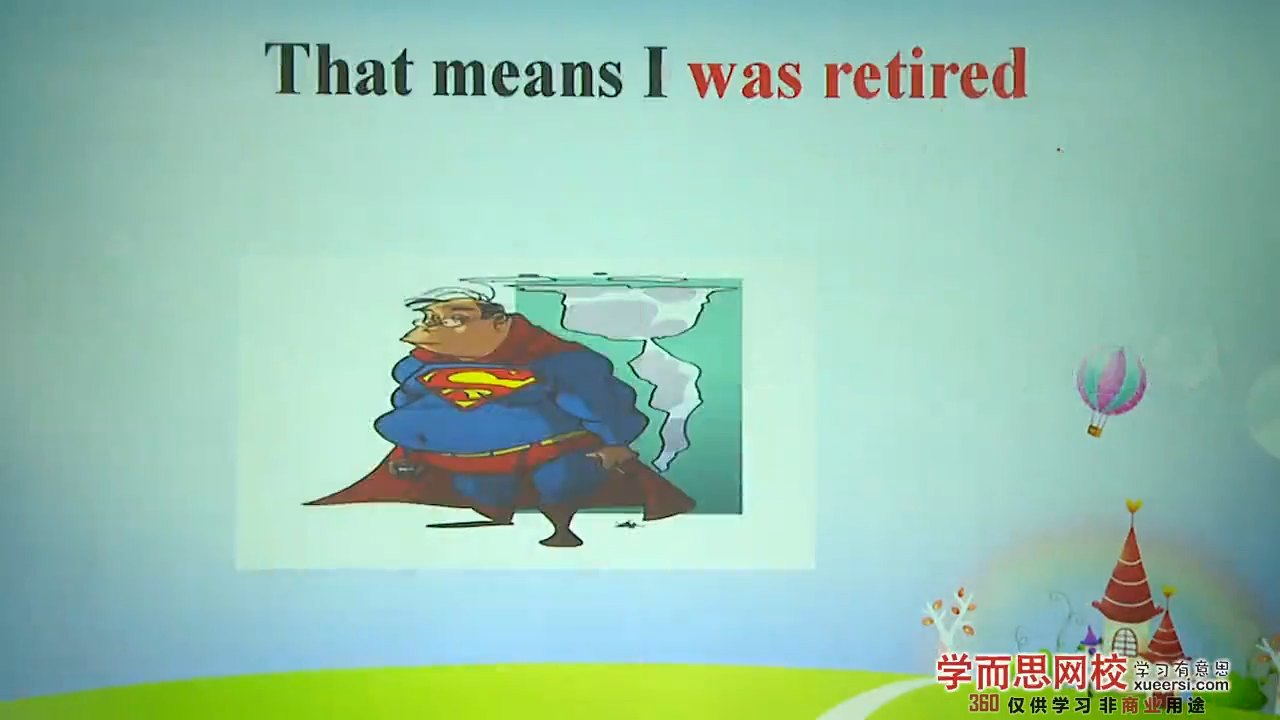 That means I was retired
学而思网校 学习有意思
xueersi.com
360 仅供学习 非商业用途